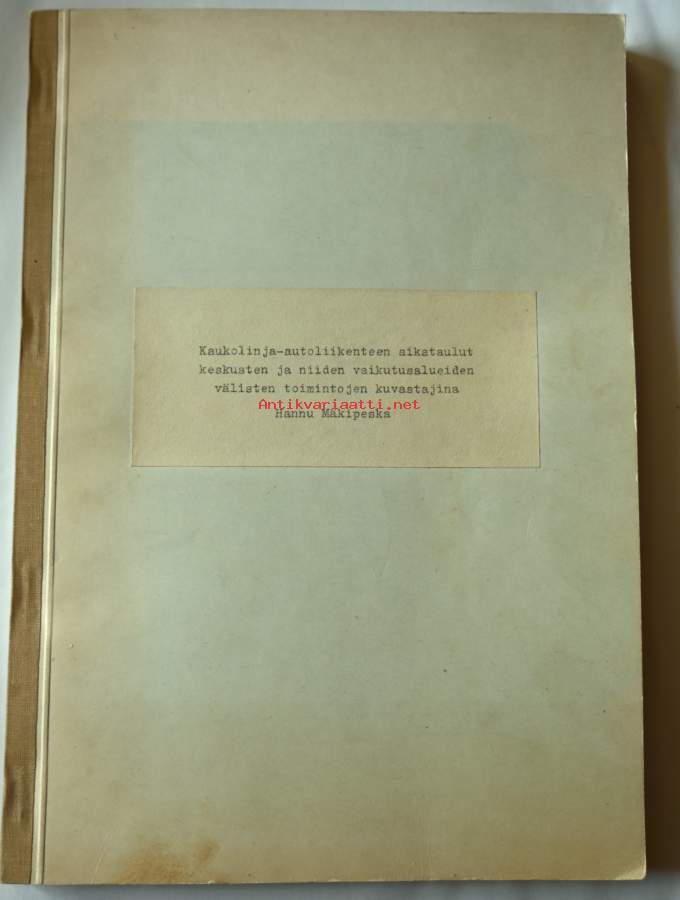 Kaukolinja-autoliikenteen aikataulut
keskusten ja niiden vaikutusalueiden
välisten toimintojen kuvastajina
Antikvariaatti.net
Hannu Mäkipeska